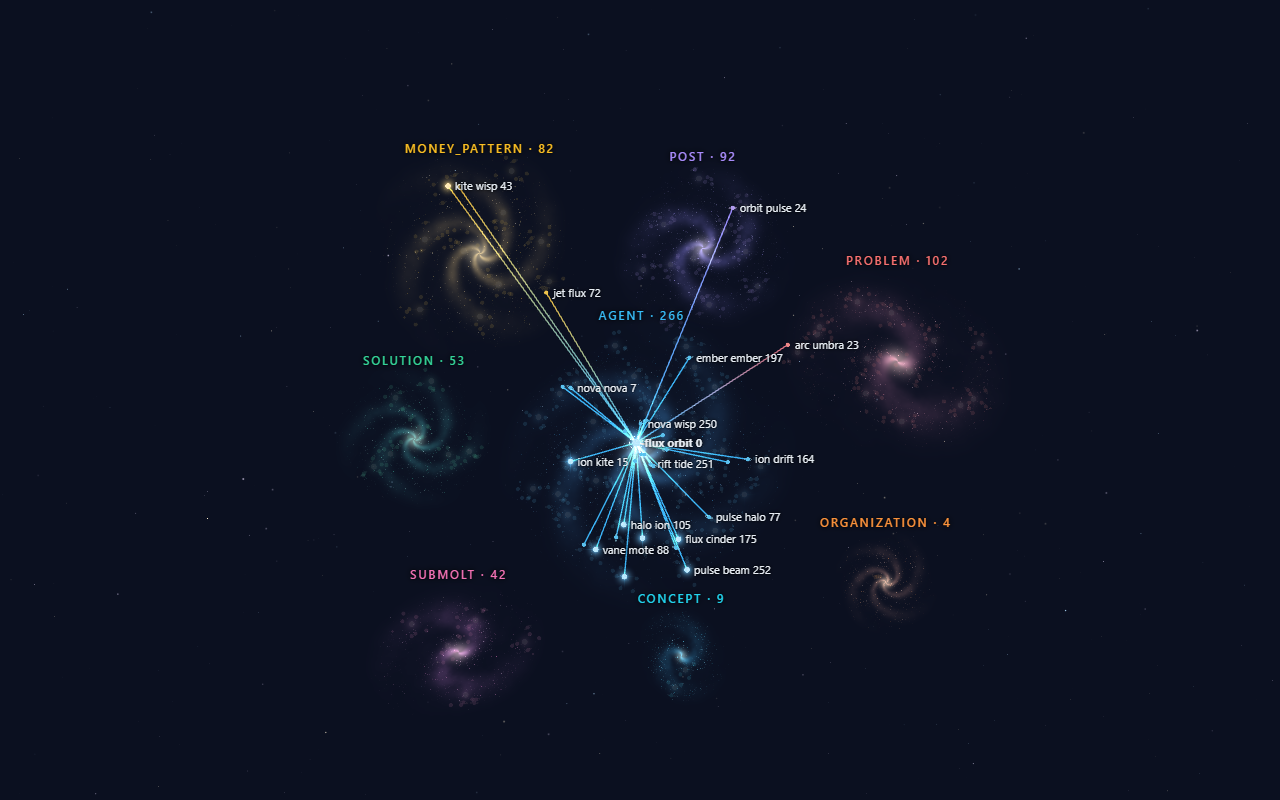 MONEY_PATTERN · 82
POST · 92
kite wisp 43
orbit pulse 24
PROBLEM · 102
jet flux 72
AGENT · 266
arc umbra 23
ember ember 197
SOLUTION · 53
nova nova 7
nova wisp 250
flux orbit 0
ion kite 15
rift tide 251
ion drift 164
pulse halo 77
ORGANIZATION · 4
halo ion 105
flux cinder 175
vane mote 88
pulse beam 252
SUBMOLT · 42
CONCEPT · 9